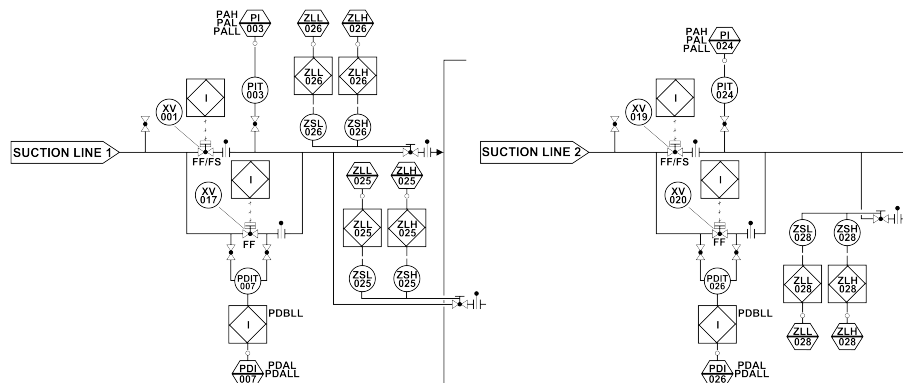 PAH
PAL
PALL
PI
003
ZLL
026
ZLH
026
ZLL
026
ZLH
026
I
PIT
003
XV
001
ZSL
026
ZSH
026
SUCTION LINE 1
FF/FS
I
XV
017
FF
ZLL
025
ZLH
025
ZLL
025
ZLH
025
ZSL
025
ZSH
025
PDIT
007
I
PDBLL
PDI
007
PDAL
PDALL
PAH
PAL
PALL
PI
024
I
PIT
024
XV
019
SUCTION LINE 2
FF/FS
I
XV
020
FF
ZSL
028
ZSH
028
ZLL
028
ZLH
028
ZLL
028
ZLH
028
PDIT
026
I
PDBLL
PDI
026
PDAL
PDALL